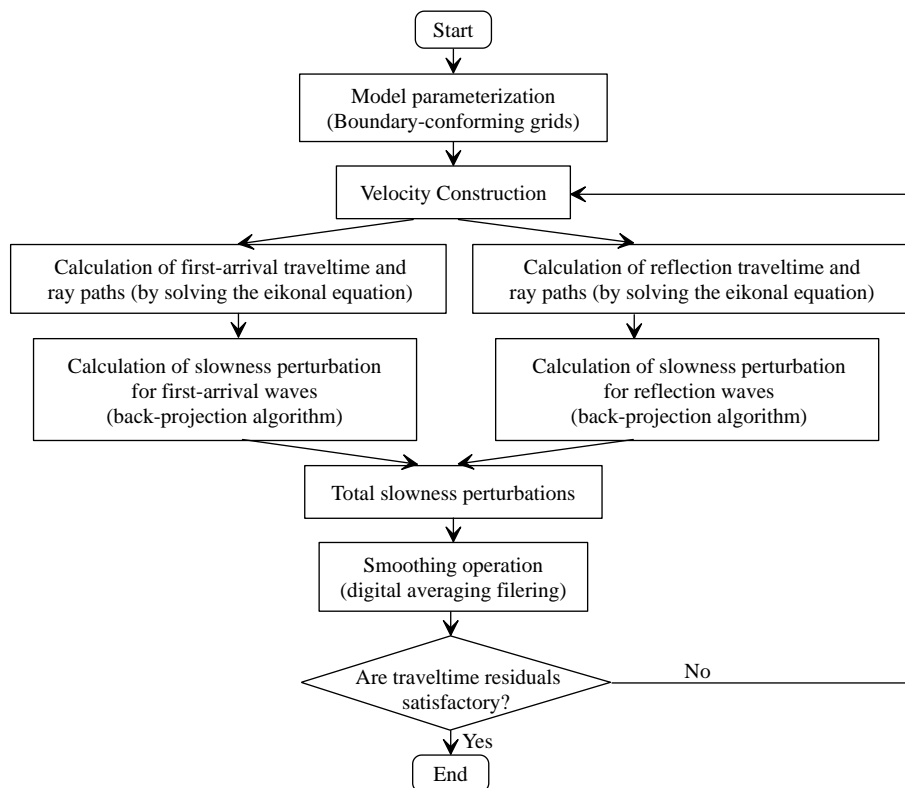 Start
Model parameterization
(Boundary-conforming grids)
Velocity Construction
Calculation of first-arrival traveltime and
ray paths (by solving the eikonal equation)
Calculation of reflection traveltime and
ray paths (by solving the eikonal equation)
Calculation of slowness perturbation
for first-arrival waves
(back-projection algorithm)
Calculation of slowness perturbation
for reflection waves
(back-projection algorithm)
Total slowness perturbations
Smoothing operation
(digital averaging filering)
Are traveltime residuals
satisfactory?
No
Yes
End